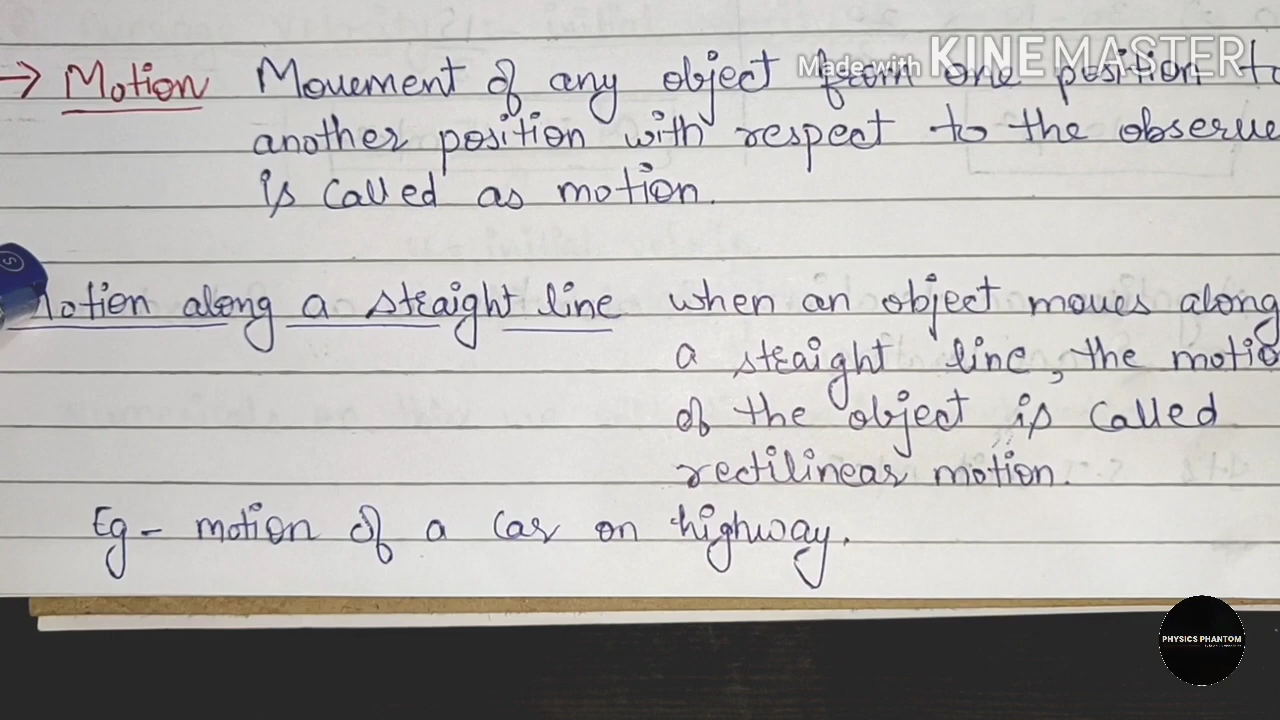 Made with KINEMASTER
→ Motion Movement of any object from one position to
another position with respect to the observe
is called as motion.
Motion along a straight line when an object moves along
a straight line, the motio
of the object is called
rectilinear motion.
Eg - motion of a car on highway.
PHYSICS PHANTOM